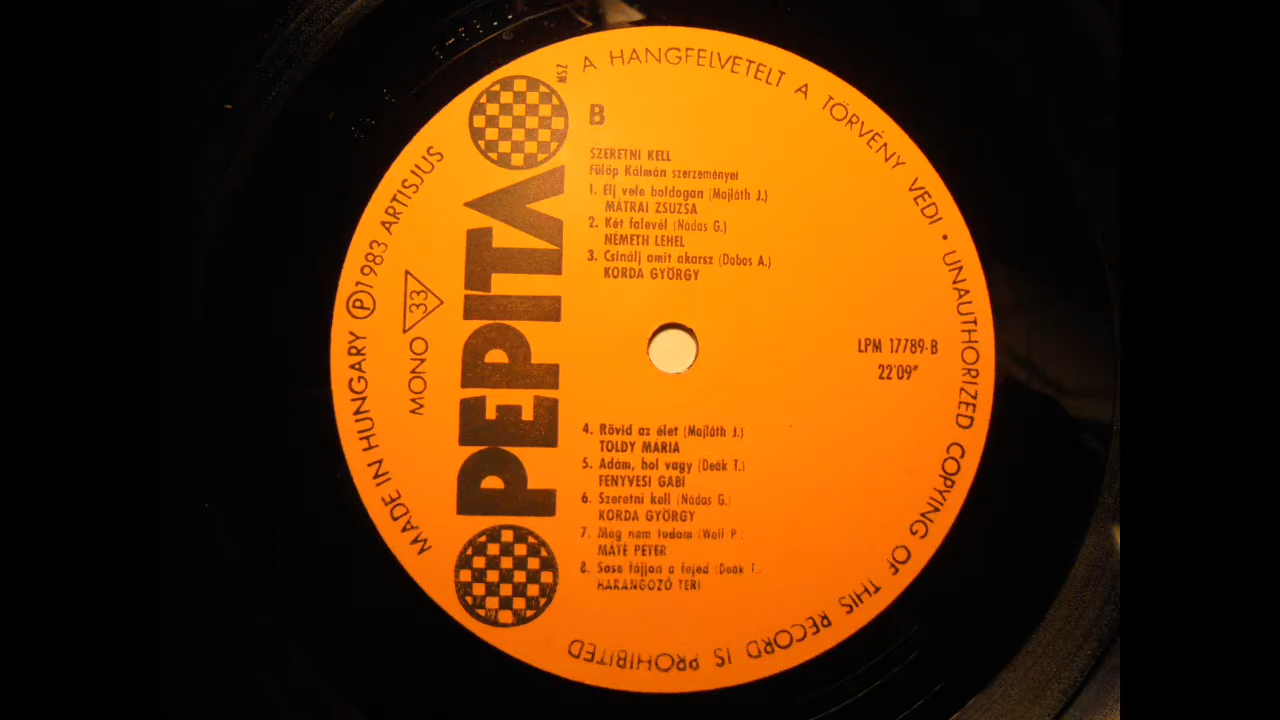 A HANGFELVÉTELT A TÖRVÉNY VÉDI • UNAUTHORIZED COPYING OF THIS RECORD IS PROHIBITED
MADE IN HUNGARY Ⓟ 1983 ARTISJUS
MONO 33
PEPITA
MSZ
B
SZERETNI KELL
Fülöp Kálmán szerzeményei
1. Élj vele boldogan (Majláth J.)
MÁTRAI ZSUZSA
2. Két falevél (Nádas G.)
NÉMETH LEHEL
3. Csinálj amit akarsz (Dobos A.)
KORDA GYÖRGY
LPM 17789-B
22'09"
4. Rövid az élet (Majláth J.)
TOLDY MÁRIA
5. Ádám, hol vagy (Deák T.)
FENYVESI GABI
6. Szeretni kell (Nádas G.)
KORDA GYÖRGY
7. Még nem tudom (Wolf P.)
MÁTÉ PÉTER
8. Sose fájjon a fejed (Deák T.)
HARANGOZÓ TERI